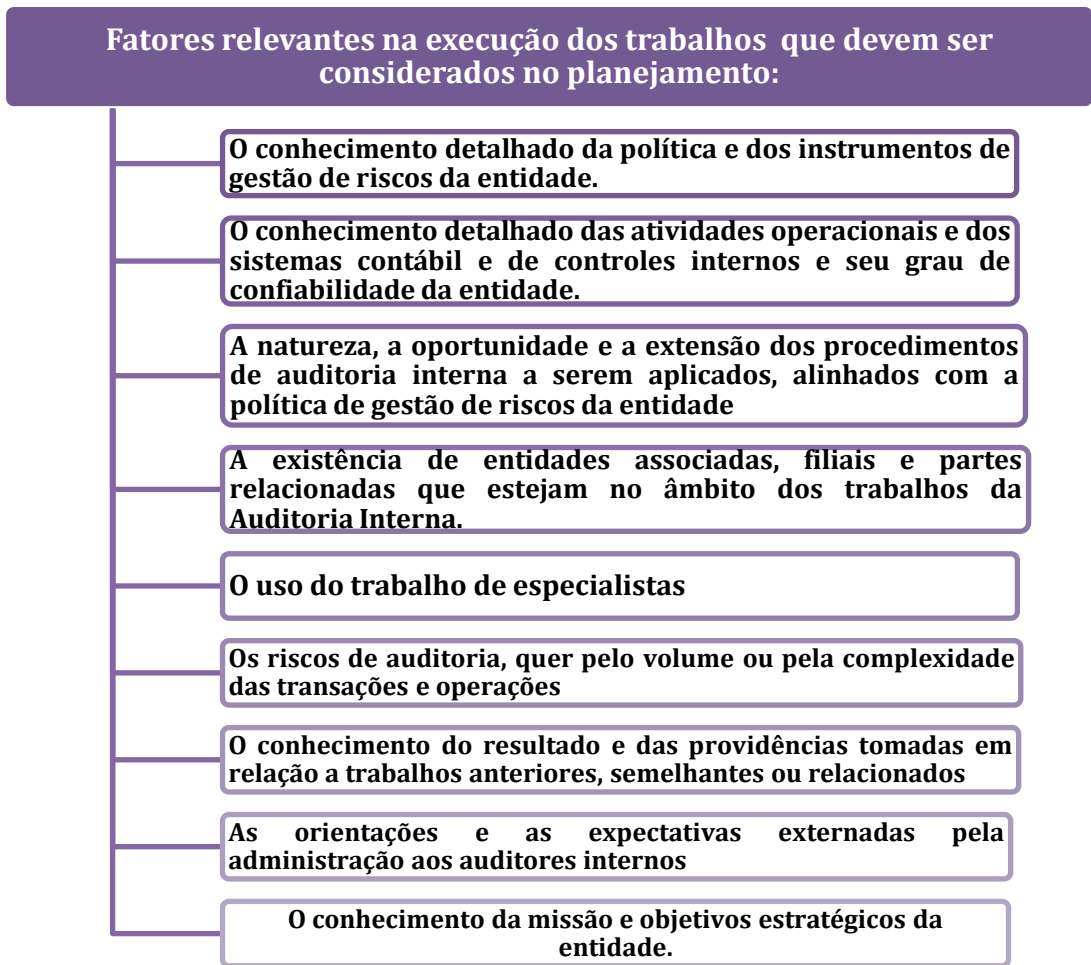 Fatores relevantes na execução dos trabalhos que devem ser
considerados no planejamento:
O conhecimento detalhado da política e dos instrumentos de
gestão de riscos da entidade.
O conhecimento detalhado das atividades operacionais e dos
sistemas contábil e de controles internos e seu grau de
confiabilidade da entidade.
A natureza, a oportunidade e a extensão dos procedimentos
de auditoria interna a serem aplicados, alinhados com a
política de gestão de riscos da entidade
A existência de entidades associadas, filiais e partes
relacionadas que estejam no âmbito dos trabalhos da
Auditoria Interna.
O uso do trabalho de especialistas
Os riscos de auditoria, quer pelo volume ou pela complexidade
das transações e operações
O conhecimento do resultado e das providências tomadas em
relação a trabalhos anteriores, semelhantes ou relacionados
As orientações e as expectativas externadas pela
administração aos auditores internos
O conhecimento da missão e objetivos estratégicos da
entidade.